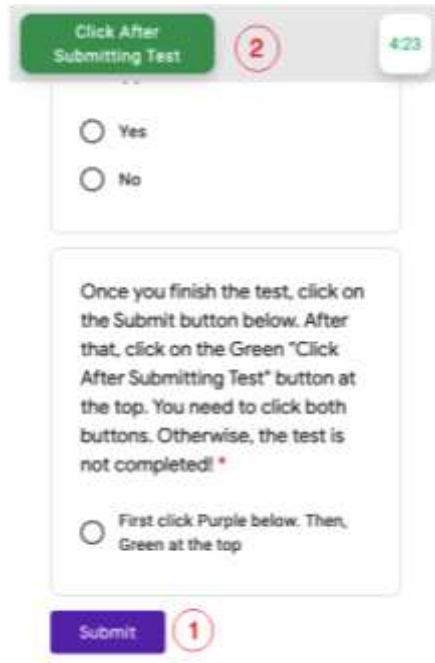 Click After
Submitting Test
2
4:23
Yes
No
Once you finish the test, click on
the Submit button below. After
that, click on the Green "Click
After Submitting Test" button at
the top. You need to click both
buttons. Otherwise, the test is
not completed! *
First click Purple below. Then,
Green at the top
Submit
1